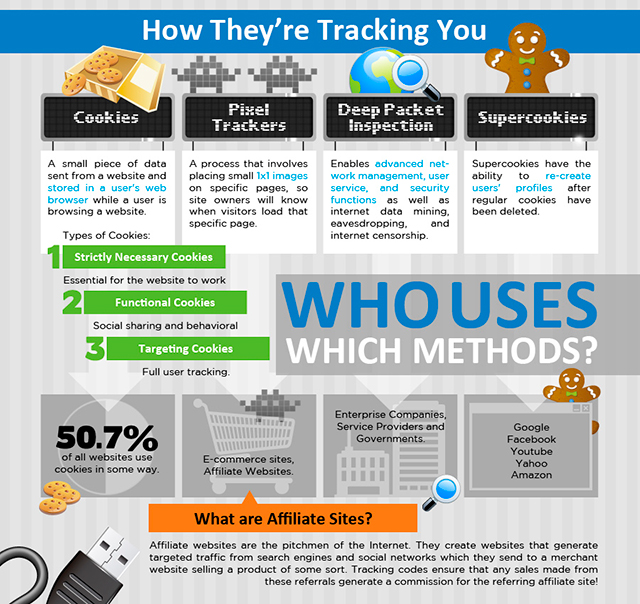 How They're Tracking You
Cookies
A small piece of data
sent from a website and
stored in a user's web
browser while a user is
browsing a website.
Pixel
Trackers
A process that involves
placing small 1x1 images
on specific pages, so
site owners will know
when visitors load that
specific page.
Deep Packet
Inspection
Enables advanced net-
work management, user
service, and security
functions as well as
internet data mining,
eavesdropping, and
internet censorship.
Supercookies
Supercookies have the
ability to re-create
users' profiles after
regular cookies have
been deleted.
Types of Cookies:
1 Strictly Necessary Cookies
Essential for the website to work
2 Functional Cookies
Social sharing and behavioral
3 Targeting Cookies
Full user tracking.
WHO USES
WHICH METHODS?
50.7%
of all websites use
cookies in some way.
E-commerce sites,
Affiliate Websites.
Enterprise Companies,
Service Providers and
Governments.
Google
Facebook
Youtube
Yahoo
Amazon
What are Affiliate Sites?
Affiliate websites are the pitchmen of the Internet. They create websites that generate
targeted traffic from search engines and social networks which they send to a merchant
website selling a product of some sort. Tracking codes ensure that any sales made from
these referrals generate a commission for the referring affiliate site!